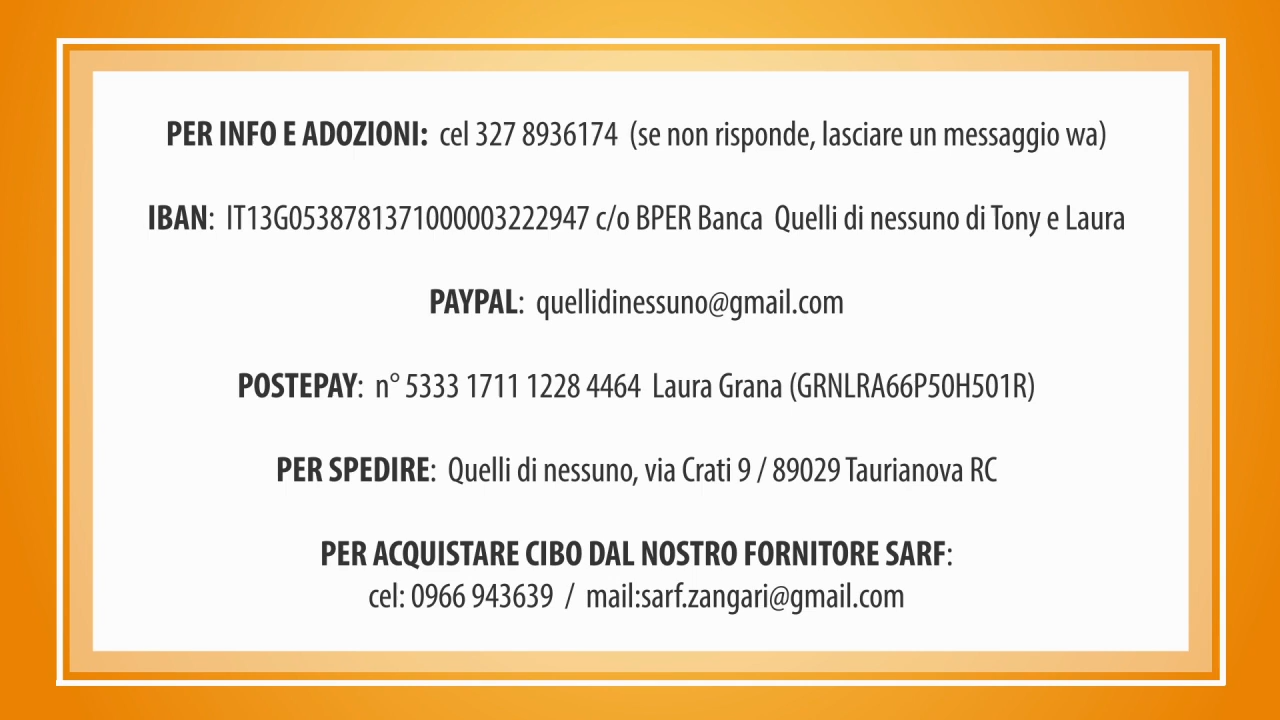 PER INFO E ADOZIONI: cel 327 8936174 (se non risponde, lasciare un messaggio wa)
IBAN: IT13G0538781371000003222947 c/o BPER Banca Quelli di nessuno di Tony e Laura
PAYPAL: quellidinessuno@gmail.com
POSTEPAY: n° 5333 1711 1228 4464 Laura Grana (GRNLRA66P50H501R)
PER SPEDIRE: Quelli di nessuno, via Crati 9 / 89029 Taurianova RC
PER ACQUISTARE CIBO DAL NOSTRO FORNITORE SARF:
cel: 0966 943639 / mail:sarf.zangari@gmail.com